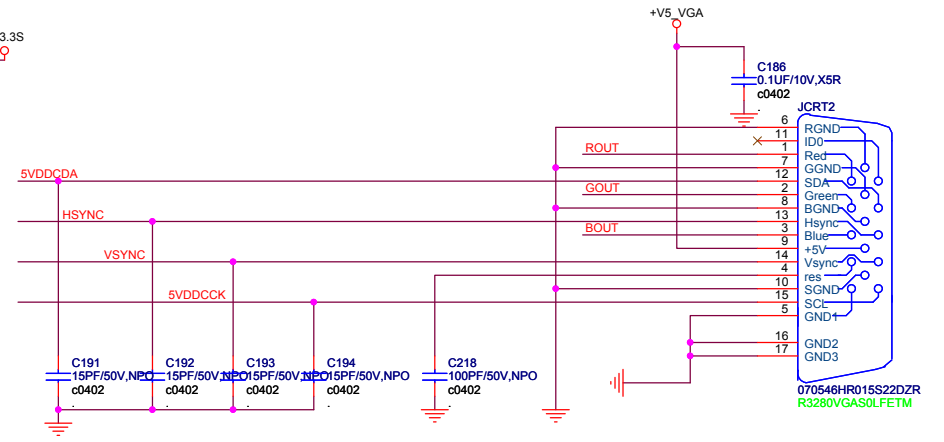 +V5_VGA
3.3S
C186
0.1UF/10V,X5R
c0402
.
JCRT2
6 RGND
11 ID0
ROUT 1 Red
7 GGND
5VDDCDA 12 SDA
GOUT 2 Green
8 BGND
HSYNC 13 Hsync
BOUT 3 Blue
9 +5V
VSYNC 14 Vsync
4 res
10 SGND
5VDDCCK 15 SCL
5 GND1
16 GND2
17 GND3
C191
15PF/50V,NPO
c0402
.
C192
15PF/50V,NPO
c0402
.
C193
15PF/50V,NPO
c0402
.
C194
15PF/50V,NPO
c0402
.
C218
100PF/50V,NPO
c0402
.
070546HR015S22DZR
R3280VGAS0LFETM